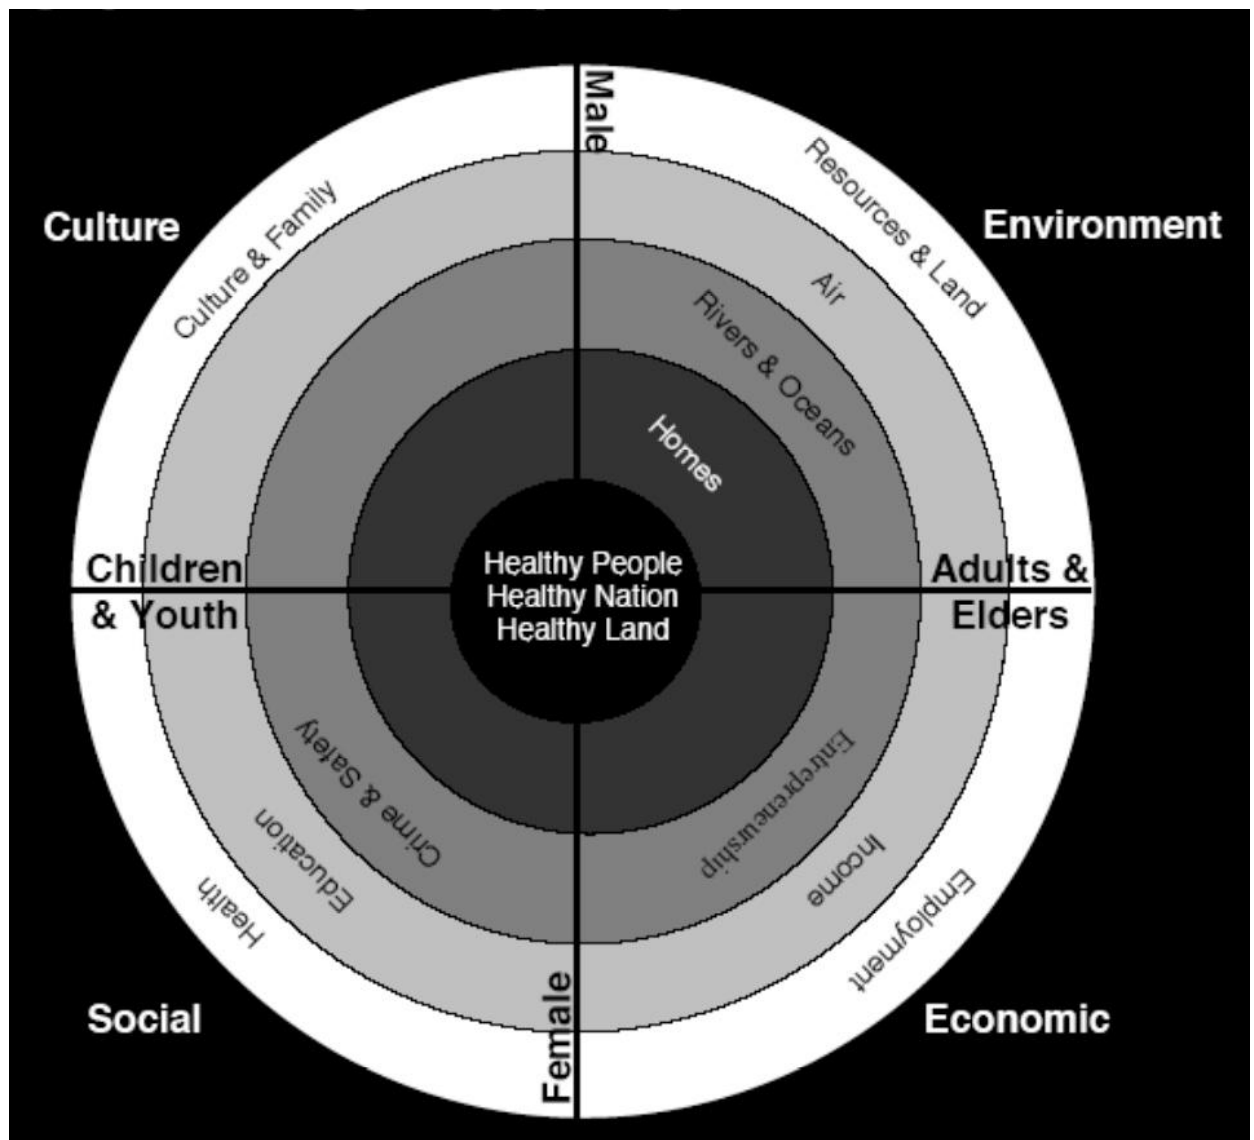 Male
Culture
Culture & Family
Resources & Land
Environment
Air
Rivers & Oceans
Homes
Children
& Youth
Healthy People
Healthy Nation
Healthy Land
Adults &
Elders
Crime & Safety
Education
Health
Entrepreneurship
Income
Employment
Social
Female
Economic